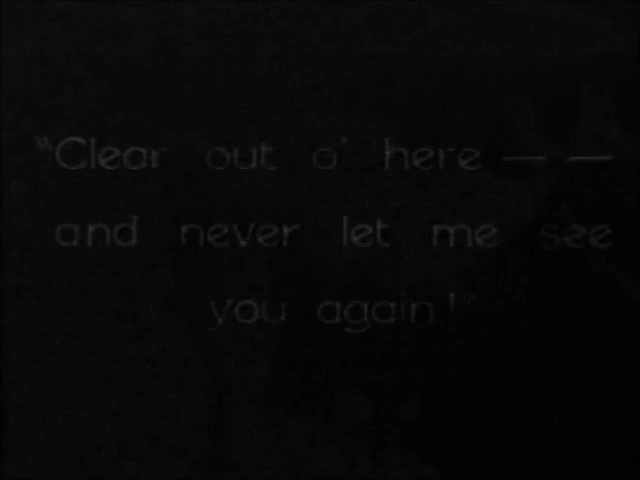 "Clear out o' here — —
and never let me see
you again!"